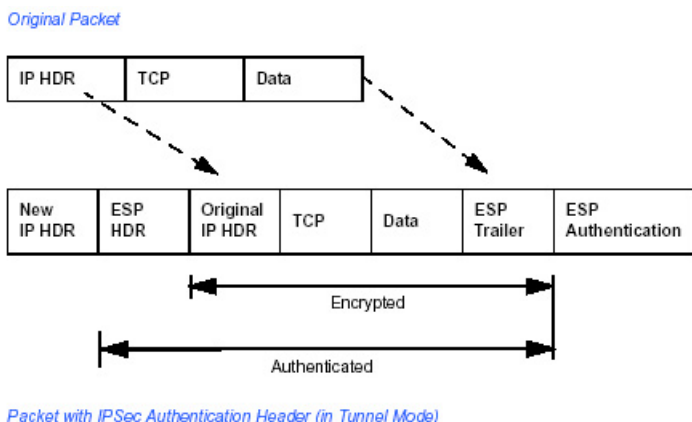 Original Packet
IP HDR TCP Data
New IP HDR ESP HDR Original IP HDR TCP Data ESP Trailer ESP Authentication
Encrypted
Authenticated
Packet with IPSec Authentication Header (in Tunnel Mode)